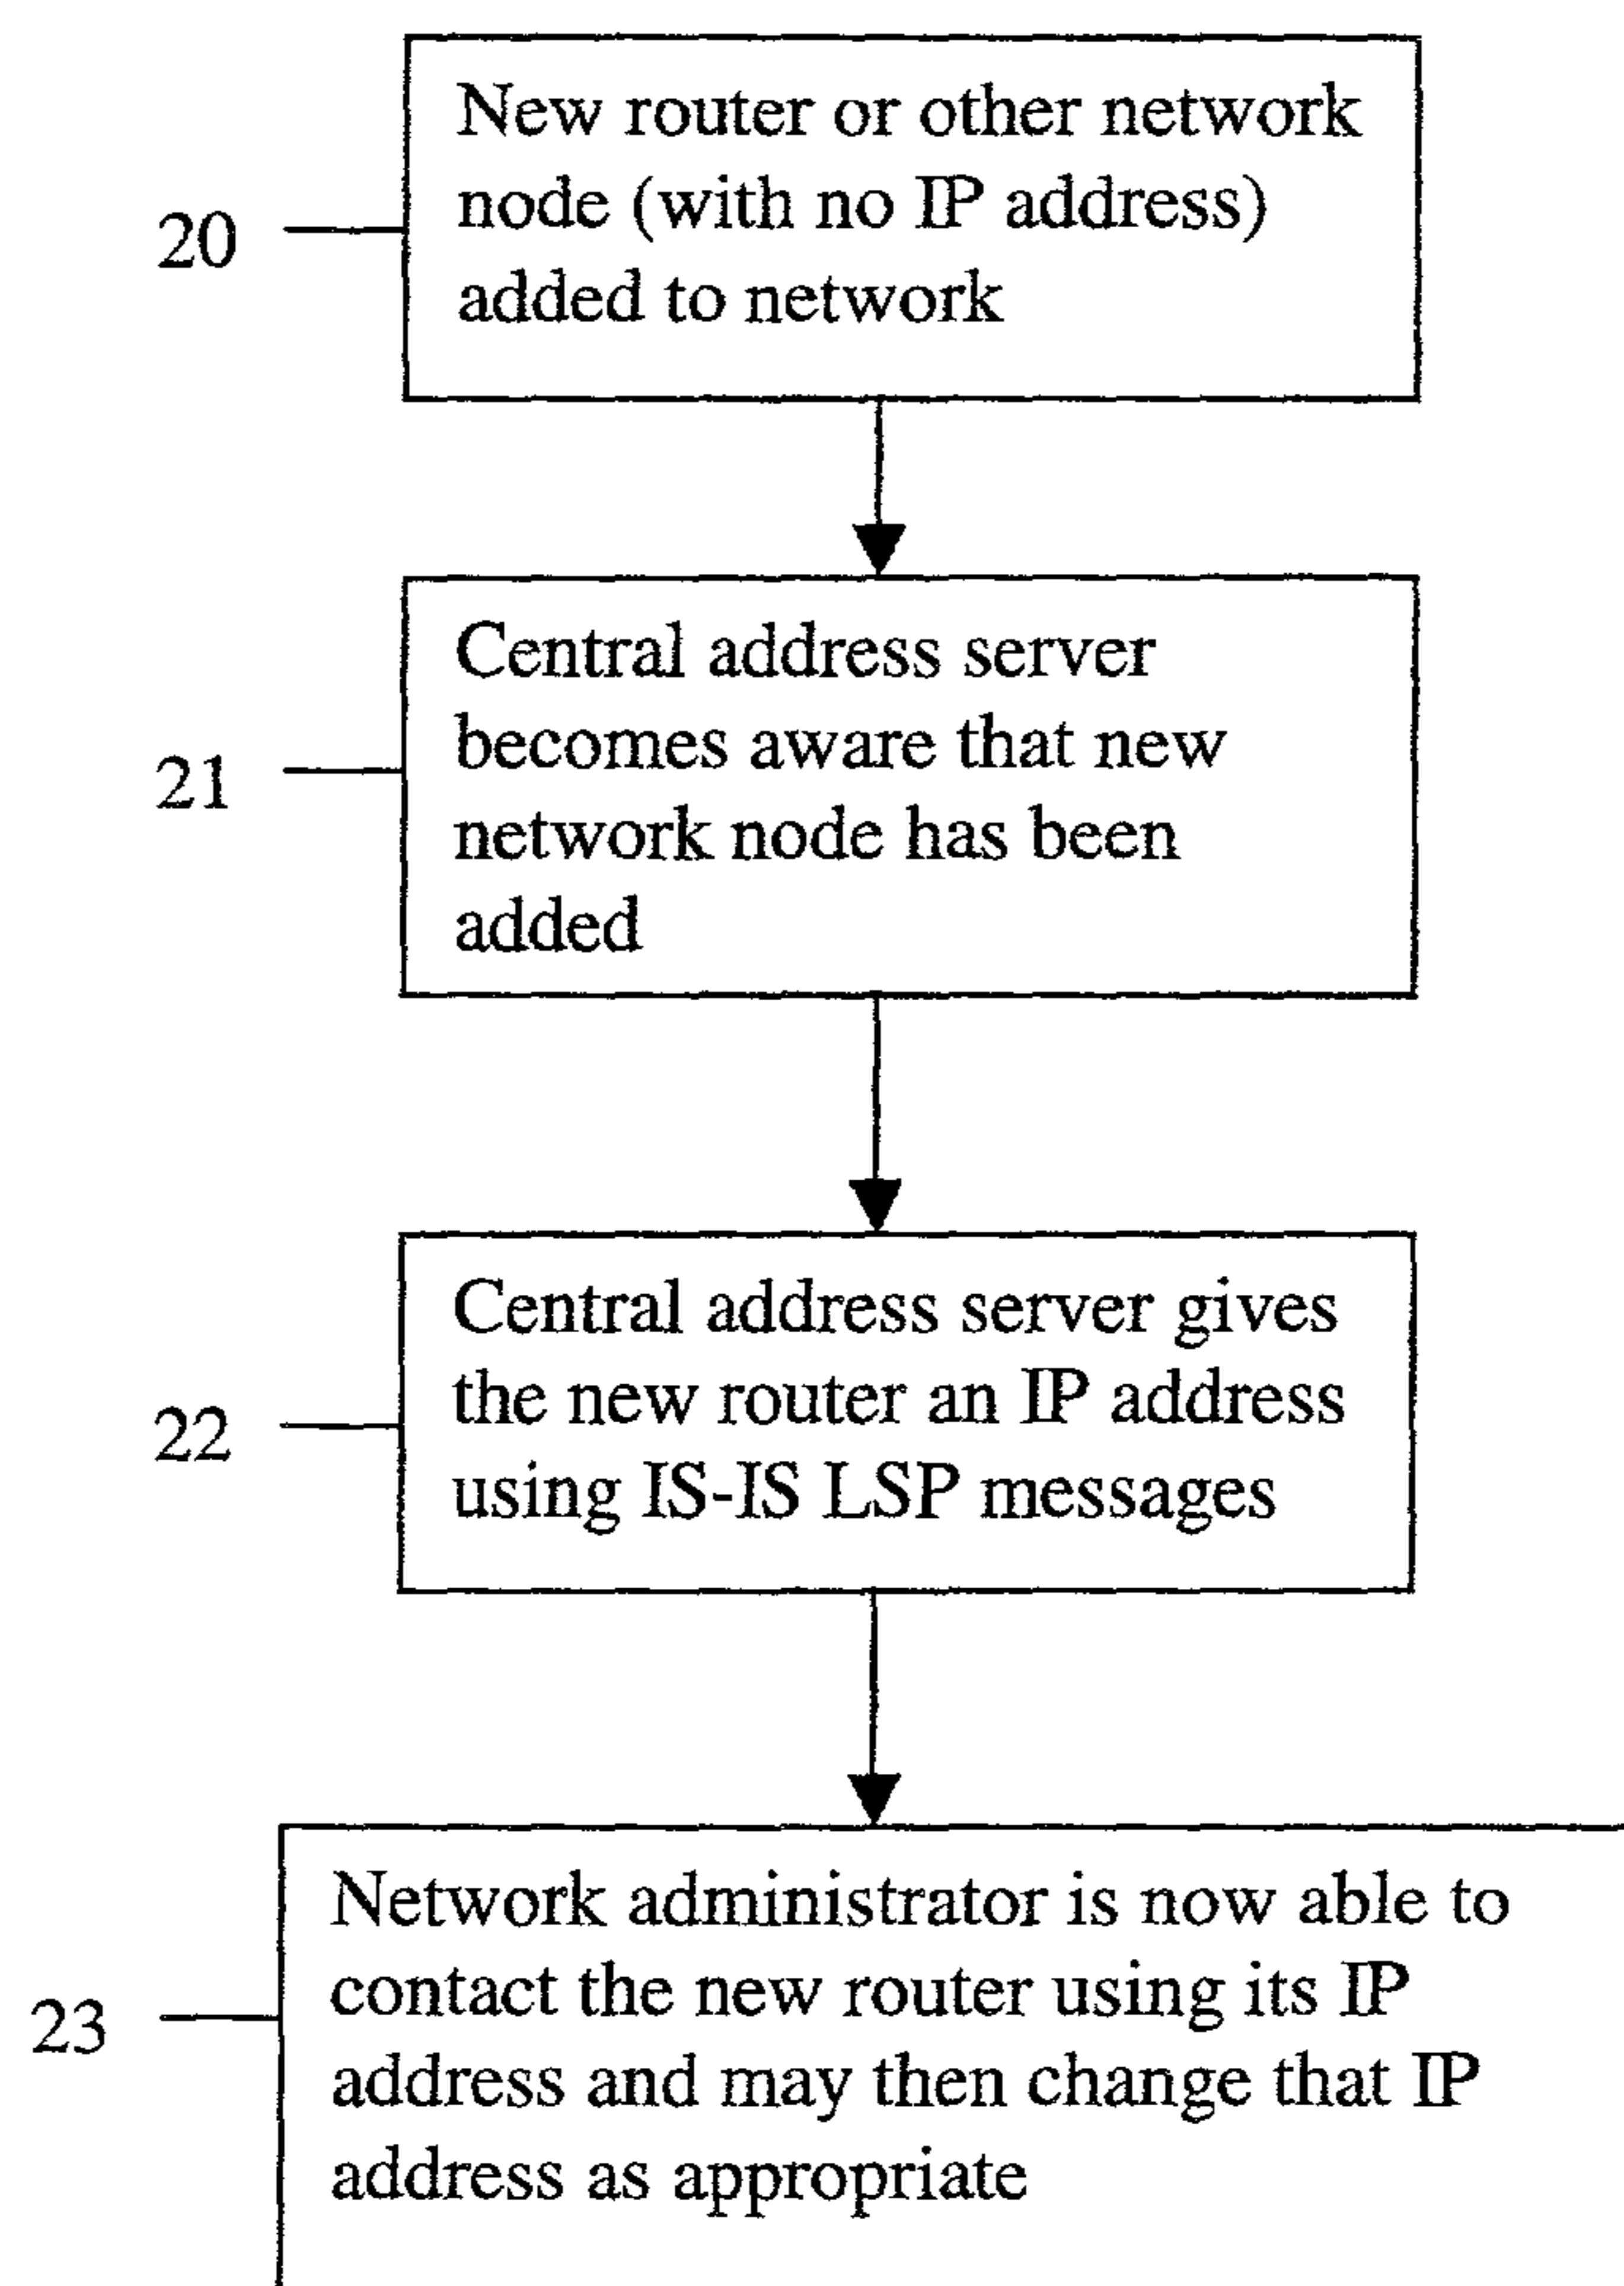 New router or other network
node (with no IP address)
20
added to network
Central address server
becomes aware that new
21
network node has been
added
Central address server gives
the new router an IP address
22
using IS-IS LSP messages
Network administrator is now able to
contact the new router using its IP
23
address and may then change that IP
address as appropriate